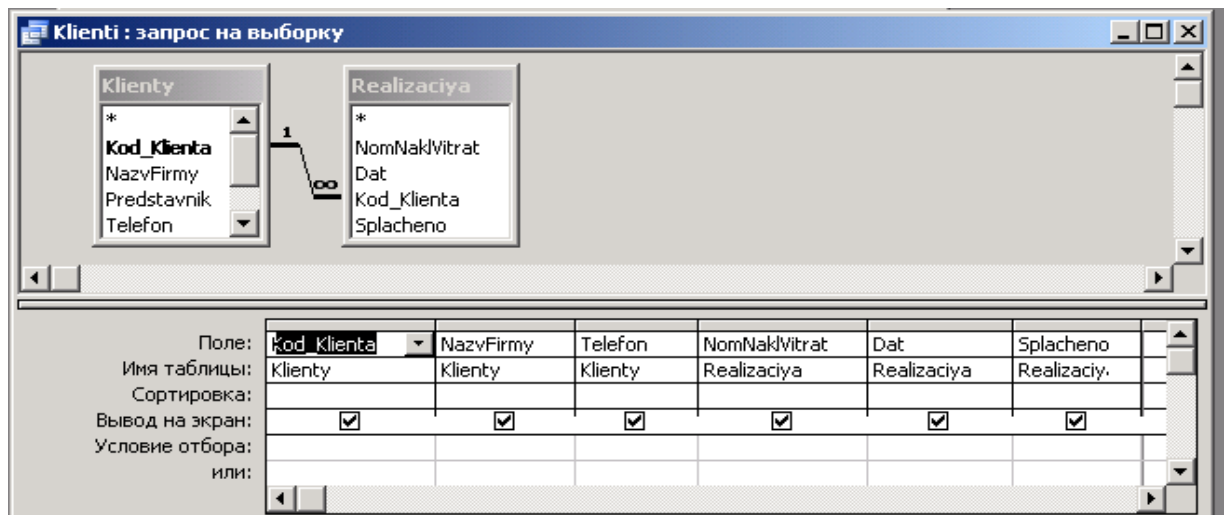 Klienti : запрос на выборку
Klienty
*
Kod_Klienta
NazvFirmy
Predstavnik
Telefon
1
∞
Realizaciya
*
NomNaklVitrat
Dat
Kod_Klienta
Splacheno
Поле: Kod_Klienta NazvFirmy Telefon NomNaklVitrat Dat Splacheno
Имя таблицы: Klienty Klienty Klienty Realizaciya Realizaciya Realizaciy
Сортировка:
Вывод на экран:
Условие отбора:
или: